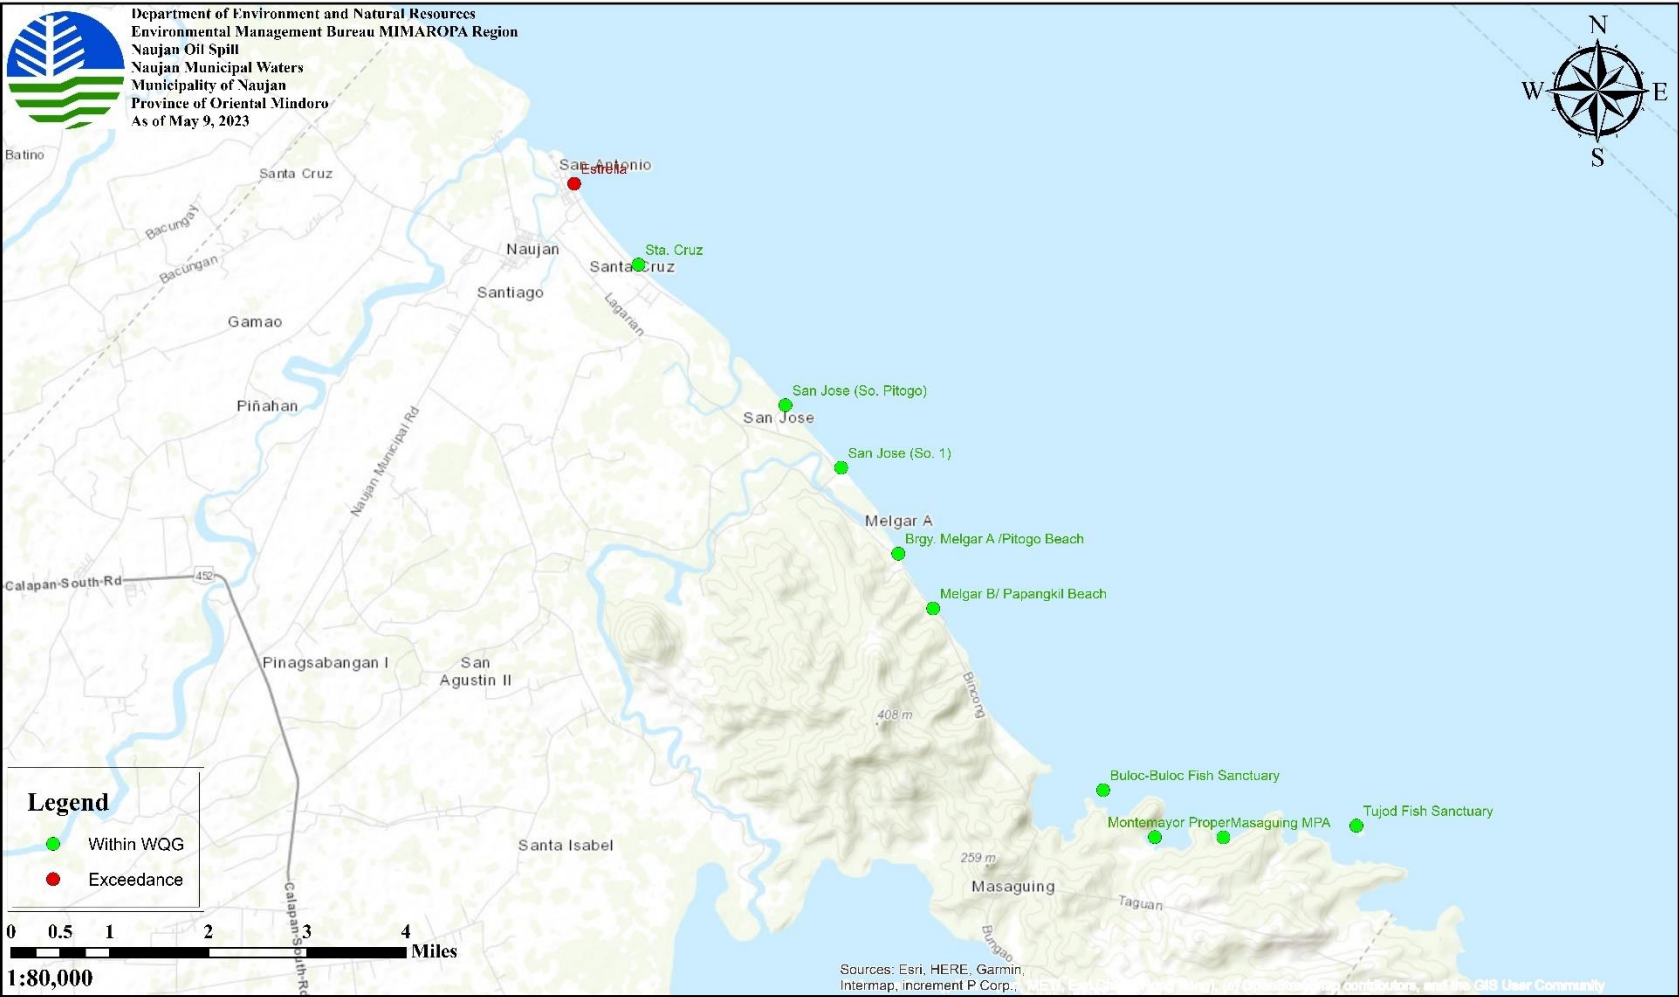 Department of Environment and Natural Resources
Environmental Management Bureau MIMAROPA Region
Naujan Oil Spill
Naujan Municipal Waters
Municipality of Naujan
Province of Oriental Mindoro
As of May 9, 2023
N
W
E
S
Batino
Santa Cruz
San Antonio
Estrella
Bacungay
Bacungan
Naujan
Sta. Cruz
Santa Cruz
Santiago
Lagarian
Gamao
Piñahan
Naujan Municipal Rd
San Jose (So. Pitogo)
San Jose
San Jose (So. 1)
Melgar A
Brgy. Melgar A /Pitogo Beach
Calapan-South-Rd
452
Melgar B/ Papangkil Beach
Pinagsabangan I
San
Agustin II
Bincong
408 m
Buloc-Buloc Fish Sanctuary
Montemayor Proper
Masaguing MPA
Tujod Fish Sanctuary
Legend
Within WQG
Exceedance
Santa Isabel
259 m
Masaguing
Taguan
Bungao
Calapan-South-Rd
0 0.5 1 2 3 4
Miles
1:80,000
Sources: Esri, HERE, Garmin,
Intermap, increment P Corp.,
contributors, and the GIS User Community